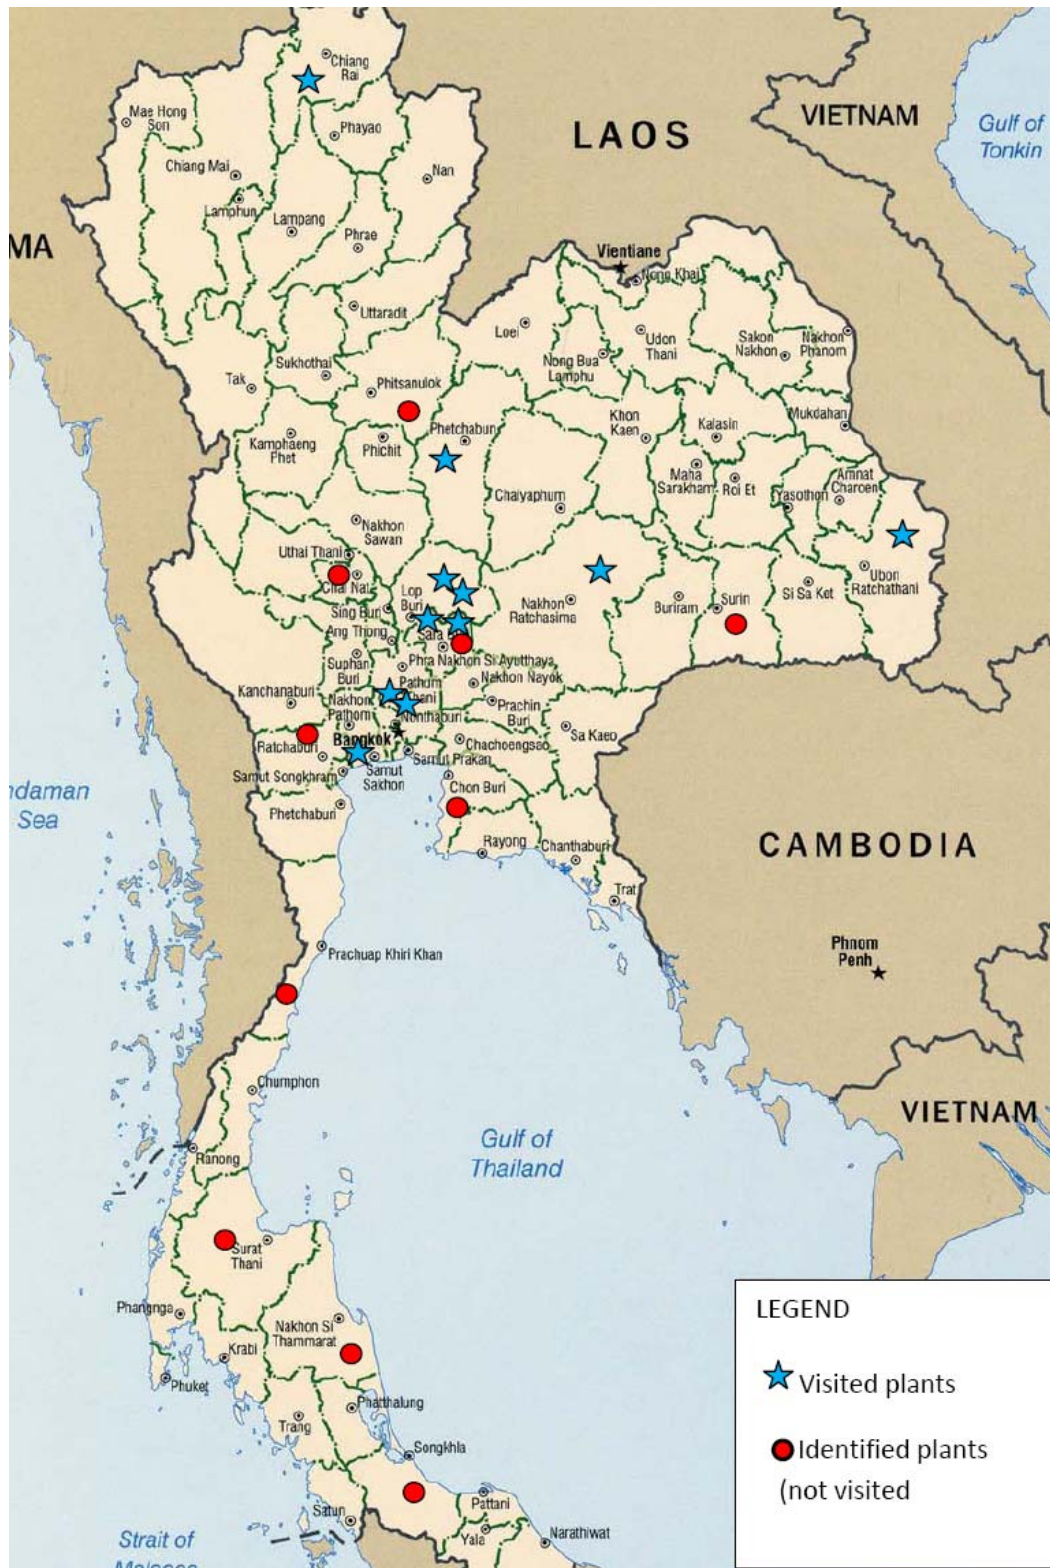 Chiang
Rai
Mae Hong
Son
Phayao
LAOS
VIETNAM
Gulf of
Tonkin
Chiang Mai
Nan
Lamphun
Lampang
Phrae
MA
Vientiane
Nong Khai
Uttaradit
Loei
Udon
Thani
Sakon
Nakhon
Nakhon
Phanom
Nong Bua
Lamphu
Sukhothai
Tak
Phitsanulok
Kamphaeng
Phet
Phichit
Phetchabun
Khon
Kaen
Kalasin
Mukdahan
Maha
Sarakham
Roi Et
Yasothon
Amnat
Charoen
Chaiyaphum
Nakhon
Sawan
Uthai Thani
Chai Nat
Lop
Buri
Sing Buri
Nakhon
Ratchasima
Buriram
Surin
Si Sa Ket
Ubon
Ratchathani
Ang Thong
Sara
Suphan
Buri
Phra Nakhon Si Ayutthaya
Nakhon Nayok
Kanchanaburi
Pathum
Thani
Nakhon
Pathom
Nonthaburi
Prachin
Buri
Sa Kaeo
Bangkok
Ratchaburi
Chachoengsao
Samut Prakan
Samut Songkhram
Samut
Sakhon
Chon Buri
Phetchaburi
ndaman
Sea
Rayong
Chanthaburi
CAMBODIA
Trat
Prachuap Khiri Khan
Phnom
Penh
Chumphon
VIETNAM
Gulf of
Thailand
Ranong
Surat
Thani
Phangnga
Nakhon Si
Thammarat
Krabi
Phuket
Phatthalung
Trang
Songkhla
Satun
Pattani
Yala
Narathiwat
Strait of
Malacca
LEGEND
Visited plants
Identified plants
(not visited